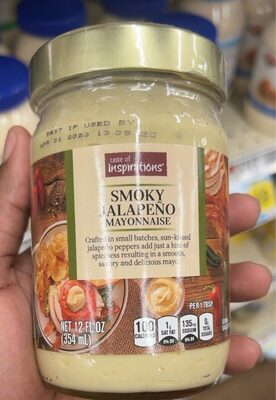 BEST IF USED BY
taste of
Inspirations®
SMOKY
JALAPEÑO
MAYONNAISE
Crafted in small batches, sun-kissed
jalapeño peppers add just a hint of
spiciness resulting in a smooth,
savory and delicious mayo.
PER 1 TBSP
NET 12 FL OZ
(354 mL)
100 CALORIES
1g SAT FAT
135mg SODIUM
0g TOTAL SUGARS